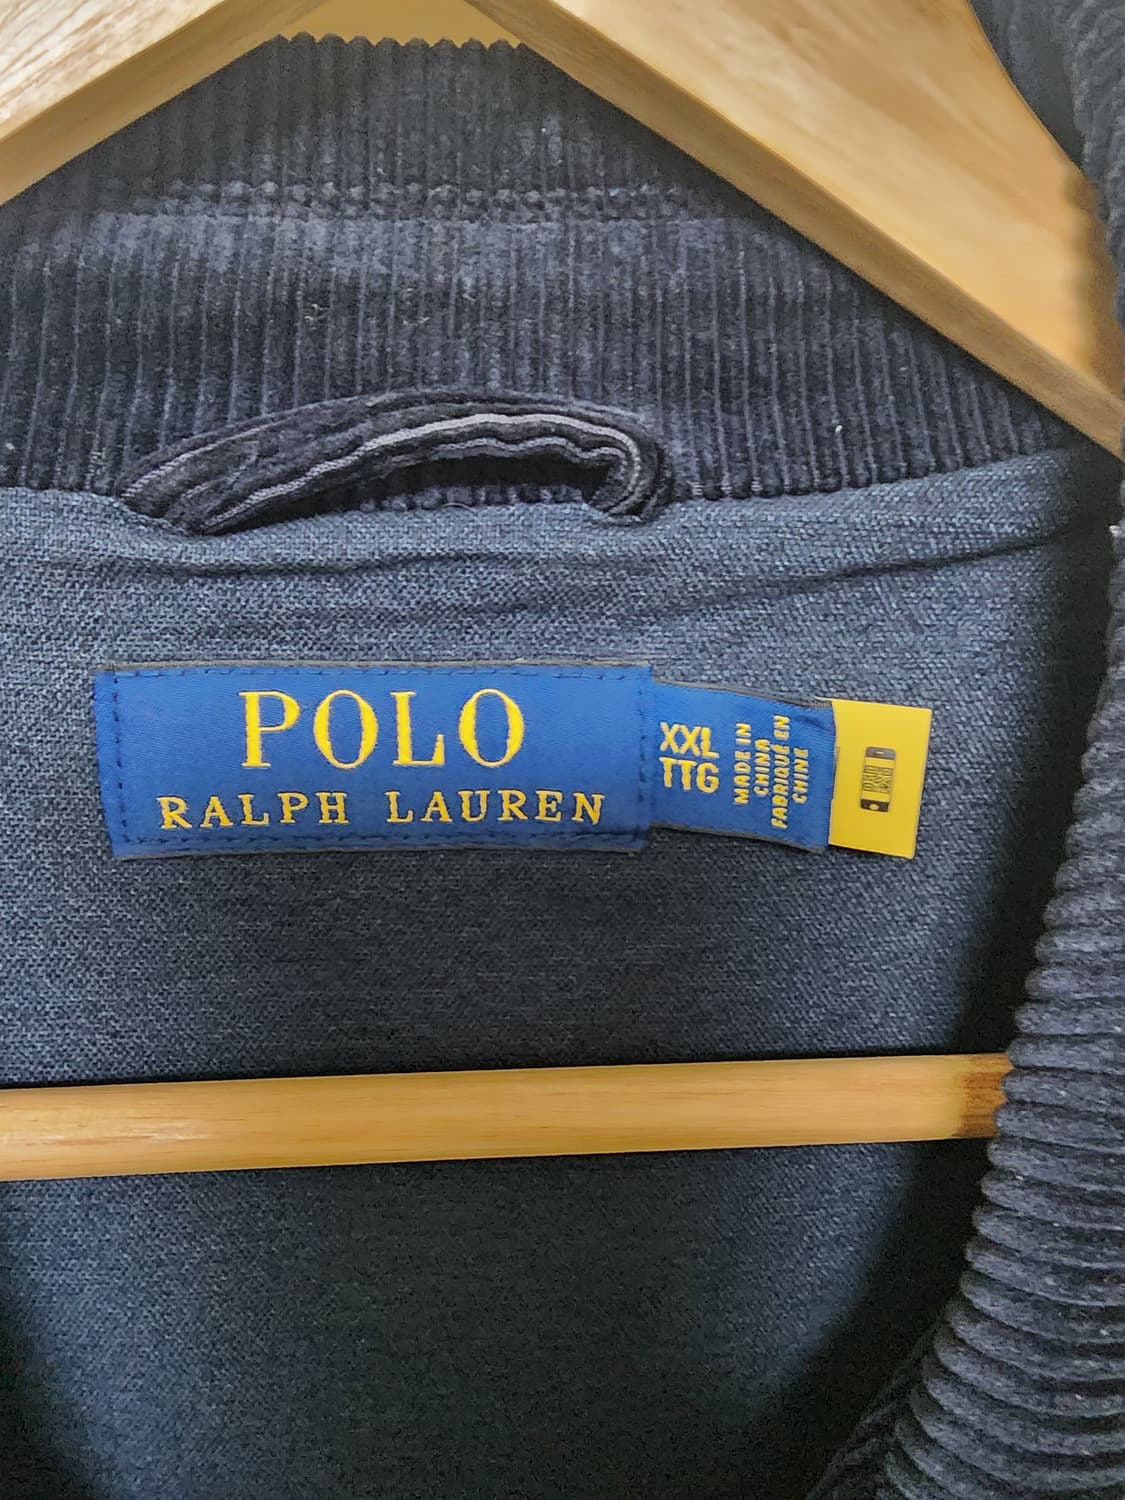 POLO
RALPH LAUREN
XXL
TTG
MADE IN
CHINA
FABRIQUÉ EN
CHINE